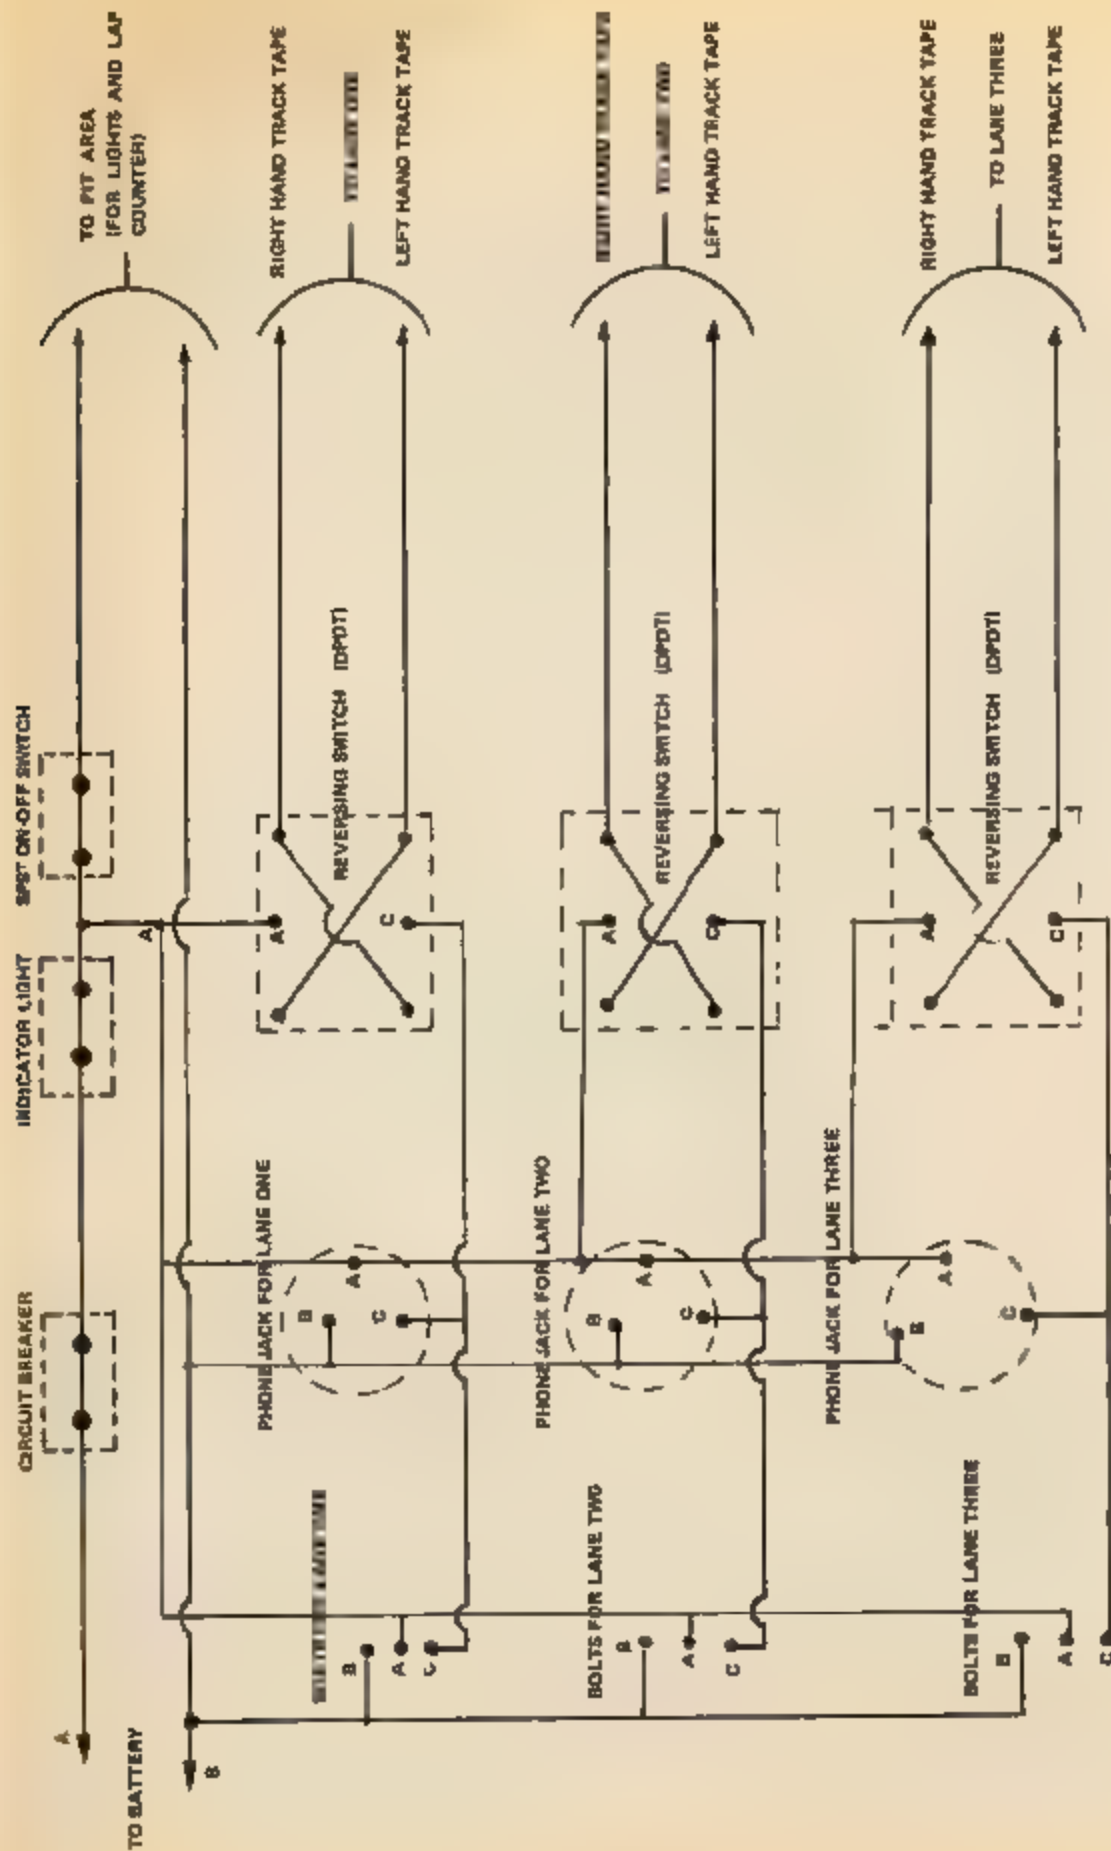 TO PIT AREA
(FOR LIGHTS AND LAP
COUNTER)
RIGHT HAND TRACK TAPE
LEFT HAND TRACK TAPE
LEFT HAND TRACK TAPE
RIGHT HAND TRACK TAPE
TO LANE THREE
LEFT HAND TRACK TAPE
SPST ON-OFF SWITCH
INDICATOR LIGHT
CIRCUIT BREAKER
A
REVERSING SWITCH (DPDT)
A
C
REVERSING SWITCH (DPDT)
A
C
REVERSING SWITCH (DPDT)
A
C
PHONE JACK FOR LANE ONE
A
B
C
PHONE JACK FOR LANE TWO
A
B
C
PHONE JACK FOR LANE THREE
A
B
C
B
A
C
BOLTS FOR LANE TWO
B
A
C
BOLTS FOR LANE THREE
B
A
C
A
TO BATTERY
B